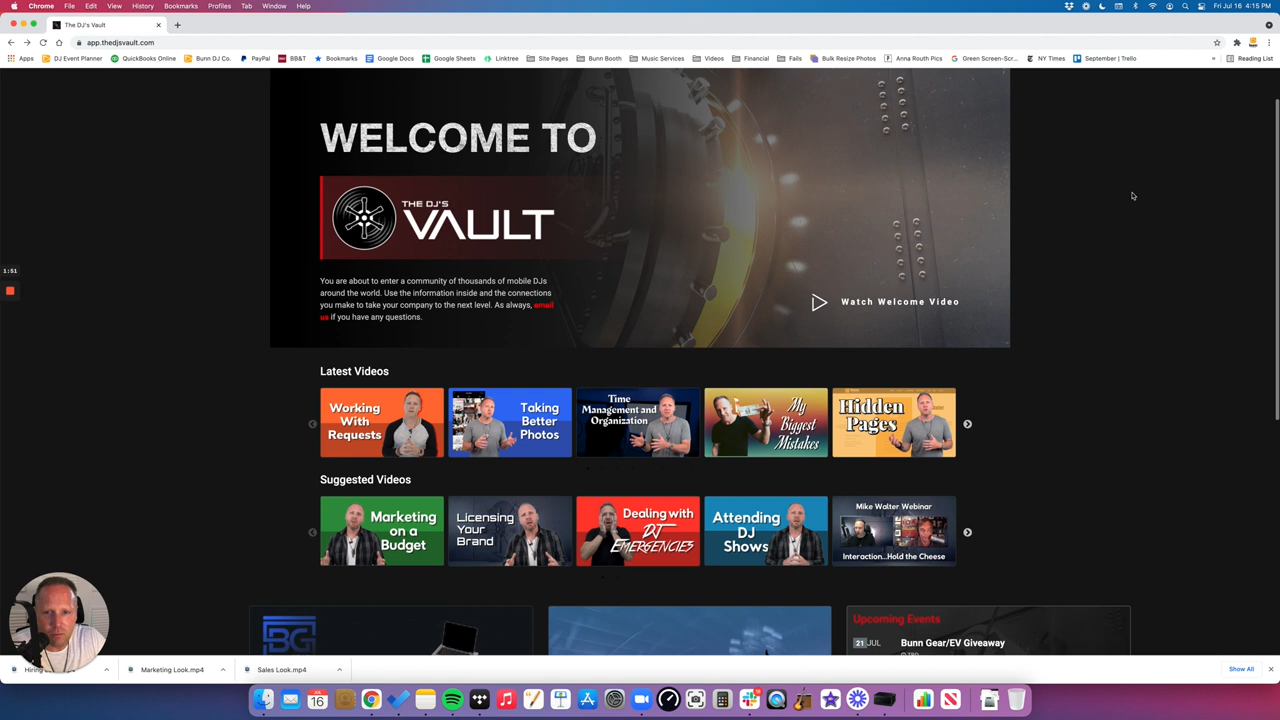 Chrome File Edit View History Bookmarks Profiles Tab Window Help
Fri Jul 16 4:15 PM
The DJ's Vault
app.thedjsvault.com
Apps DJ Event Planner QuickBooks Online Bunn DJ Co. PayPal BB&T Bookmarks Google Docs Google Sheets Linktree Site Pages Bunn Booth Music Services Videos Financial Fails Bulk Resize Photos Anna Routh Pics Green Screen-Scr... NY Times September | Trello » Reading List
WELCOME TO
THE DJ'S
VAULT
1:51
You are about to enter a community of thousands of mobile DJs
around the world. Use the information inside and the connections
you make to take your company to the next level. As always, email
us if you have any questions.
Watch Welcome Video
Latest Videos
Working
With
Requests
Taking
Better
Photos
Time
Management and
Organization
My
Biggest
Mistakes
Hidden
Pages
Suggested Videos
Marketing
on a
Budget
Licensing
Your
Brand
Dealing with
DJ
EMERGENCIES
Attending
DJ
Shows
Mike Walter Webinar
Interaction...Hold the Cheese
BG
Upcoming Events
21 JUL Bunn Gear/EV Giveaway
TBD
Marketing Look.mp4
Sales Look.mp4
Show All
JUL
16